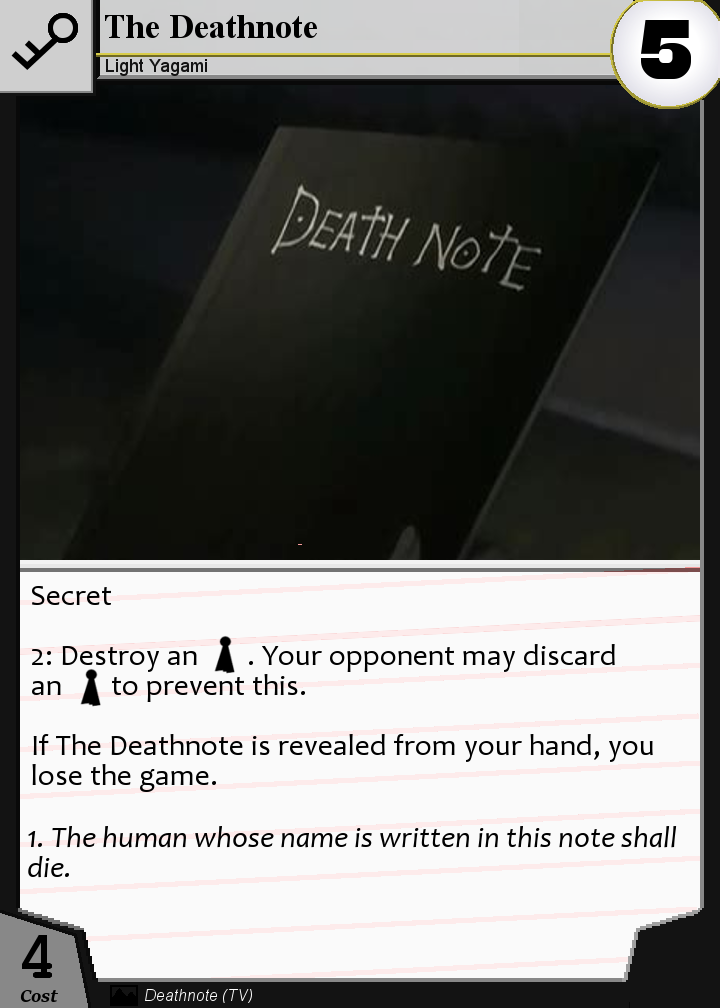 The Deathnote
5
Light Yagami
DEATH NOTE
Secret
2: Destroy an . Your opponent may discard
an to prevent this.
If The Deathnote is revealed from your hand, you
lose the game.
1. The human whose name is written in this note shall
die.
4
Cost
Deathnote (TV)